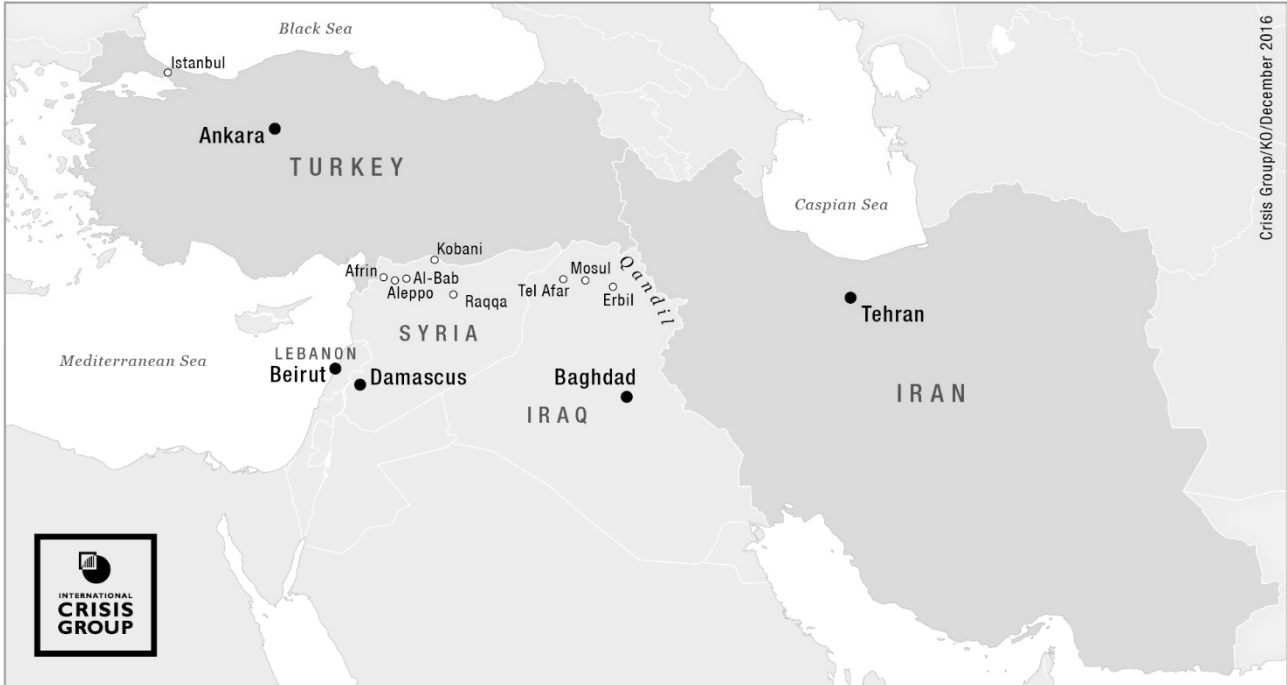 Black Sea
Crisis Group/KO/December 2016
Istanbul
Ankara
TURKEY
Caspian Sea
Kobani
Afrin
Al-Bab
Aleppo
Raqqa
Mosul
Tel Afar
Erbil
Qandil
Tehran
SYRIA
Mediterranean Sea
LEBANON
Beirut
Damascus
Baghdad
IRAN
IRAQ
INTERNATIONAL
CRISIS
GROUP